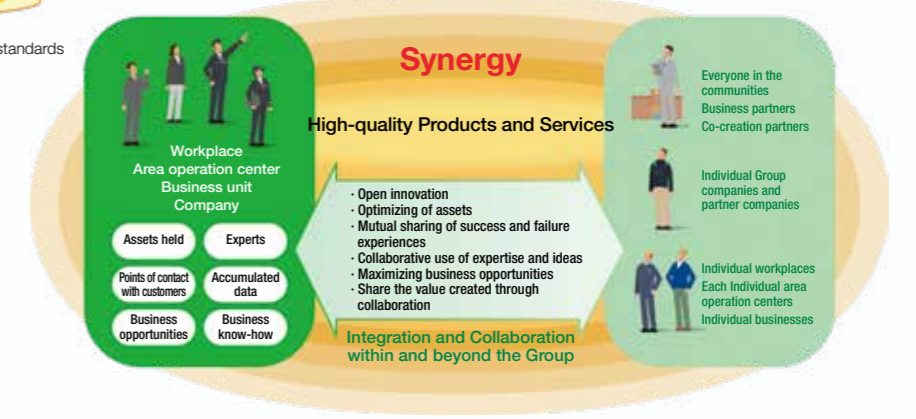 standards
Synergy
High-quality Products and Services
Workplace
Area operation center
Business unit
Company
Assets held
Experts
Points of contact
with customers
Accumulated
data
Business
opportunities
Business
know-how
· Open innovation
· Optimizing of assets
· Mutual sharing of success and failure
experiences
· Collaborative use of expertise and ideas
· Maximizing business opportunities
· Share the value created through
collaboration
Integration and Collaboration
within and beyond the Group
Everyone in the
communities
Business partners
Co-creation partners
Individual Group
companies and
partner companies
Individual workplaces
Each Individual area
operation centers
Individual businesses